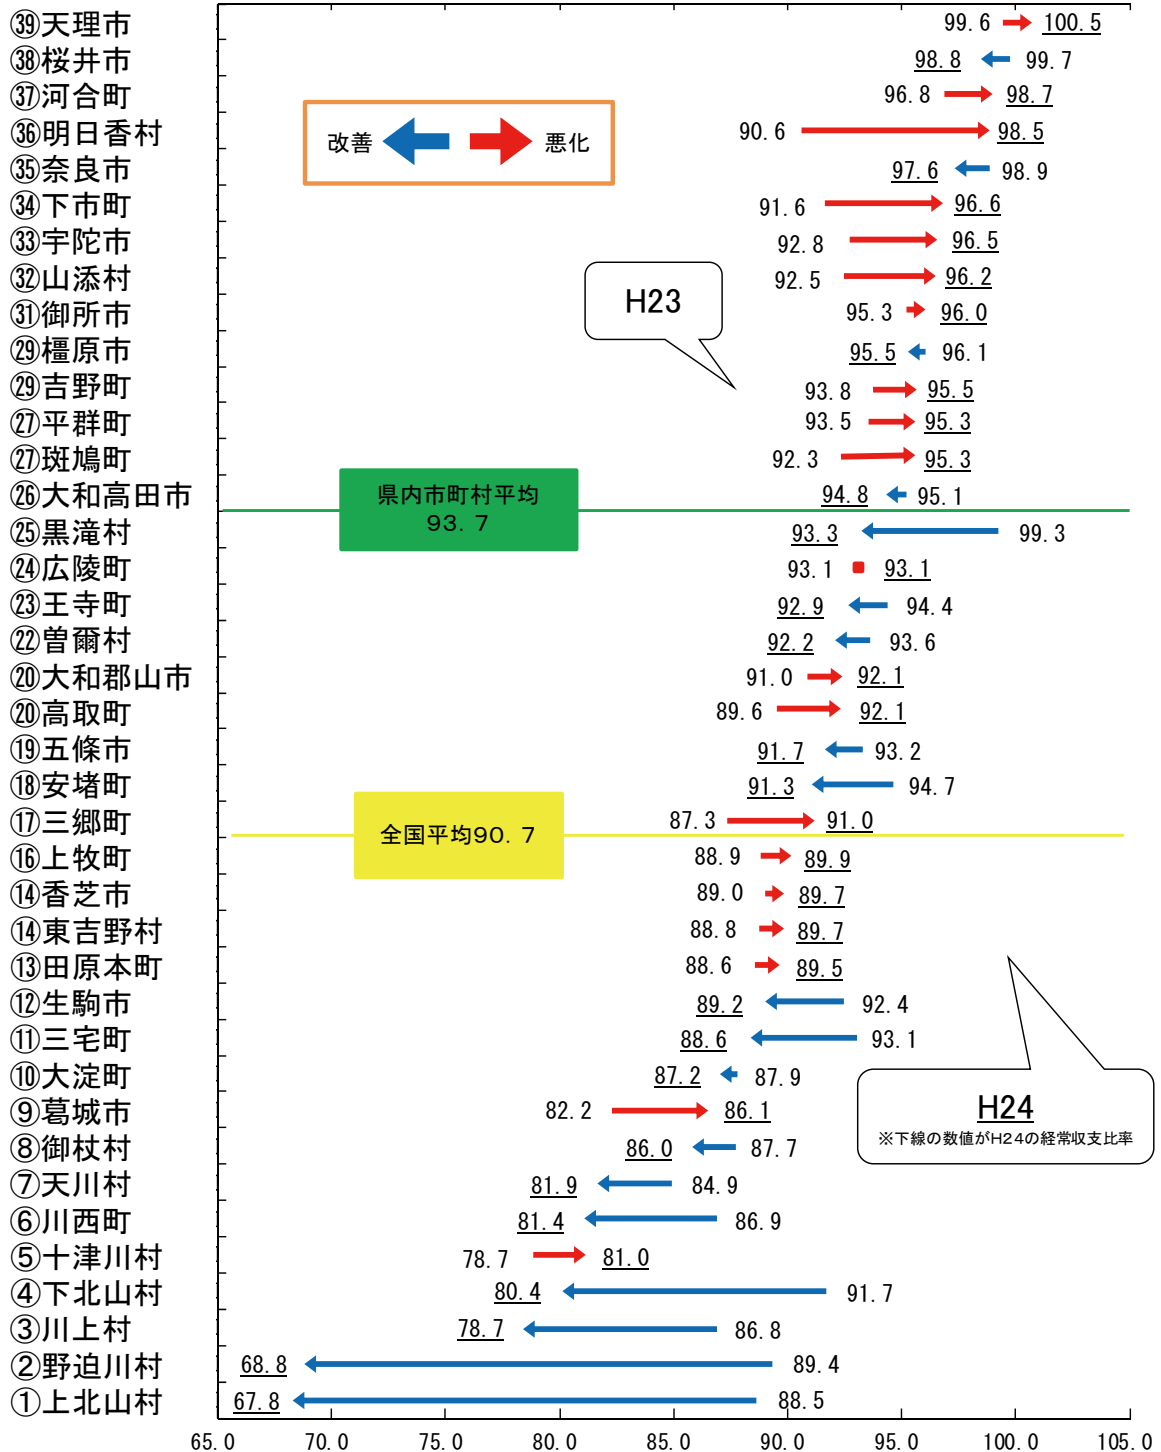 ㊴天理市 99.6 100.5
㊳桜井市 98.8 99.7
㊲河合町 96.8 98.7
㊱明日香村 90.6 98.5
改善 悪化
㉟奈良市 97.6 98.9
㉞下市町 91.6 96.6
㉝宇陀市 92.8 96.5
㉜山添村 92.5 96.2
H23
㉛御所市 95.3 96.0
㉙橿原市 95.5 96.1
㉙吉野町 93.8 95.5
㉗平群町 93.5 95.3
㉗斑鳩町 92.3 95.3
㉖大和高田市 94.8 95.1
県内市町村平均
93.7
㉕黒滝村 93.3 99.3
㉔広陵町 93.1 93.1
㉓王寺町 92.9 94.4
㉒曽爾村 92.2 93.6
⑳大和郡山市 91.0 92.1
⑳高取町 89.6 92.1
⑲五條市 91.7 93.2
⑱安堵町 91.3 94.7
⑰三郷町 87.3 91.0
全国平均90.7
⑯上牧町 88.9 89.9
⑭香芝市 89.0 89.7
⑭東吉野村 88.8 89.7
⑬田原本町 88.6 89.5
⑫生駒市 89.2 92.4
⑪三宅町 88.6 93.1
⑩大淀町 87.2 87.9
⑨葛城市 82.2 86.1
H24
※下線の数値がH24の経常収支比率
⑧御杖村 86.0 87.7
⑦天川村 81.9 84.9
⑥川西町 81.4 86.9
⑤十津川村 78.7 81.0
④下北山村 80.4 91.7
③川上村 78.7 86.8
②野迫川村 68.8 89.4
①上北山村 67.8 88.5
65.0 70.0 75.0 80.0 85.0 90.0 95.0 100.0 105.0